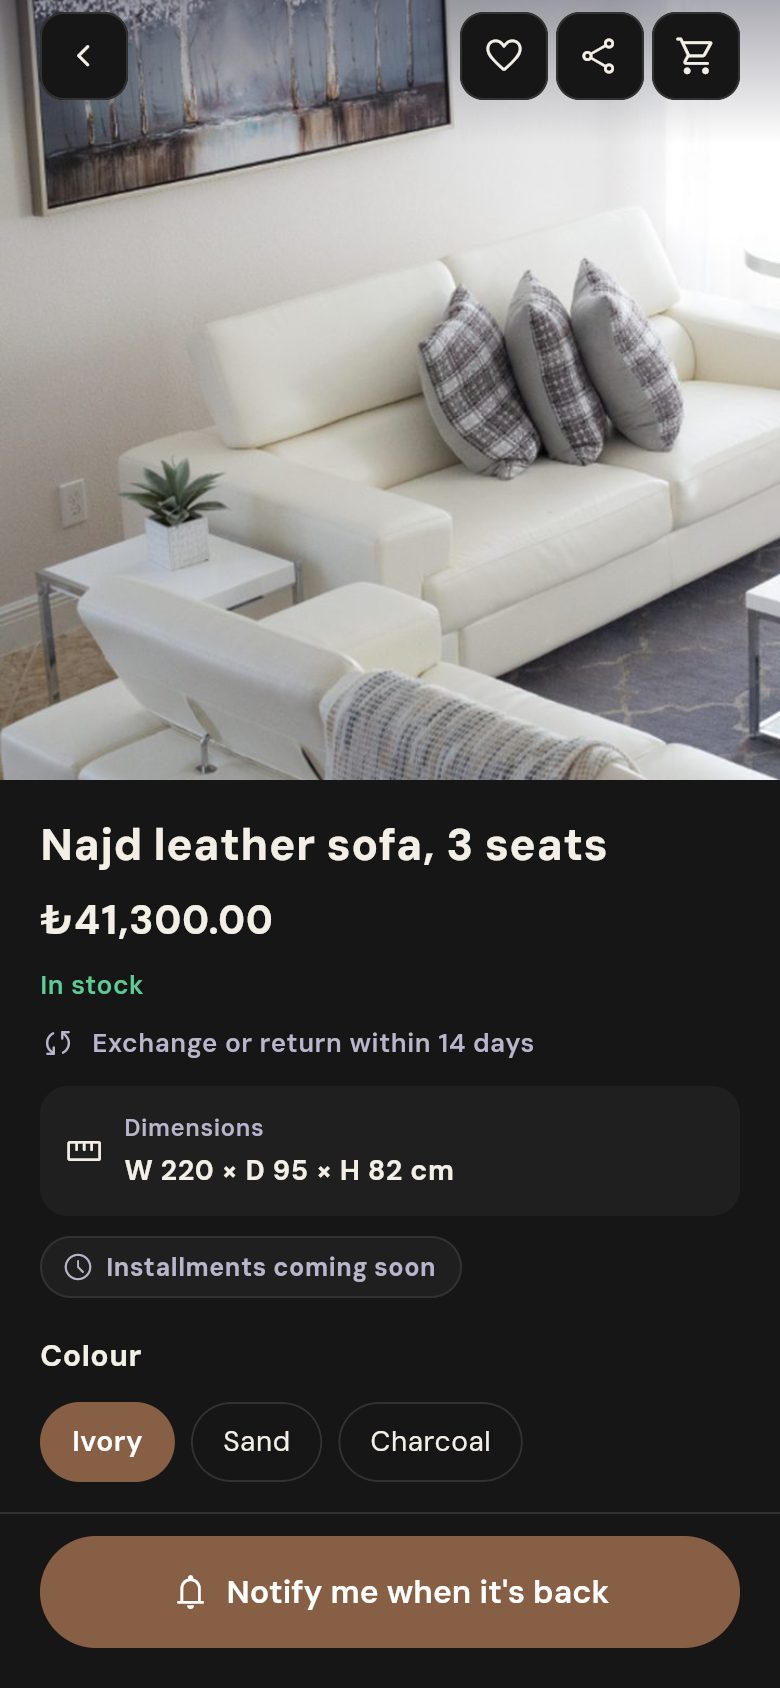 Najd leather sofa, 3 seats
₺41,300.00
In stock
Exchange or return within 14 days
Dimensions
W 220 × D 95 × H 82 cm
Installments coming soon
Colour
Ivory
Sand
Charcoal
Notify me when it's back